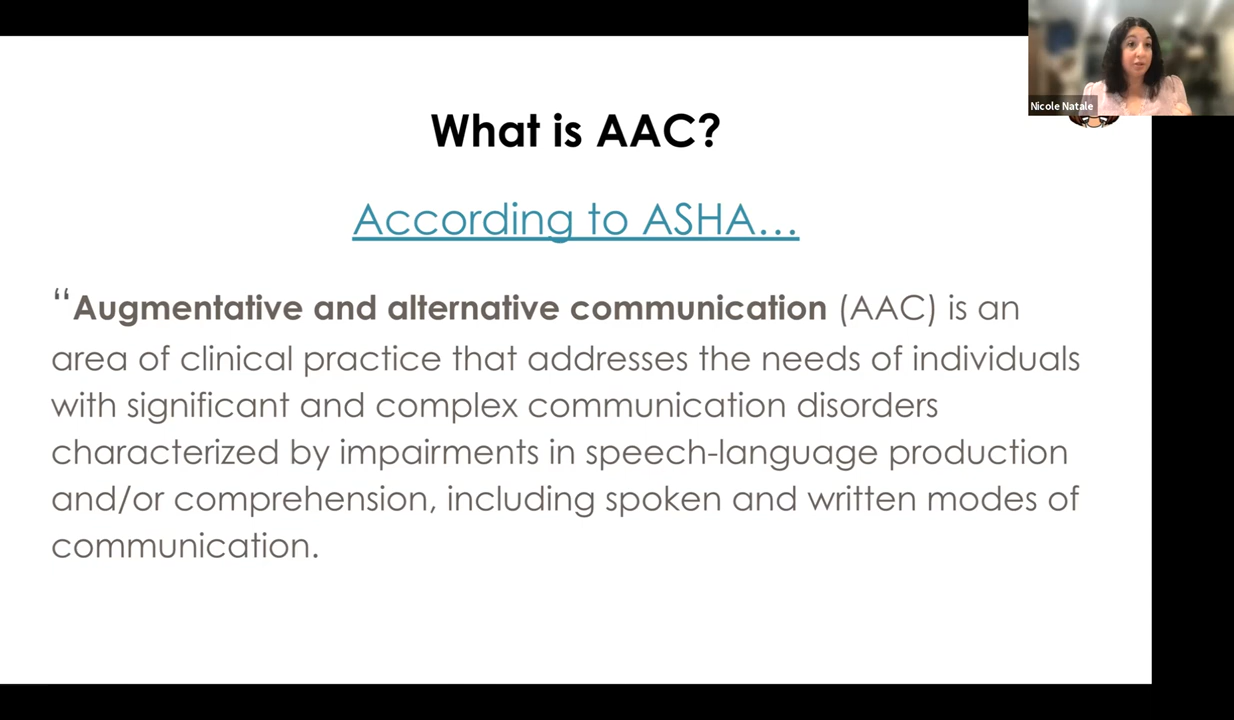 Nicole Natale
What is AAC?
According to ASHA...
“Augmentative and alternative communication (AAC) is an
area of clinical practice that addresses the needs of individuals
with significant and complex communication disorders
characterized by impairments in speech-language production
and/or comprehension, including spoken and written modes of
communication.